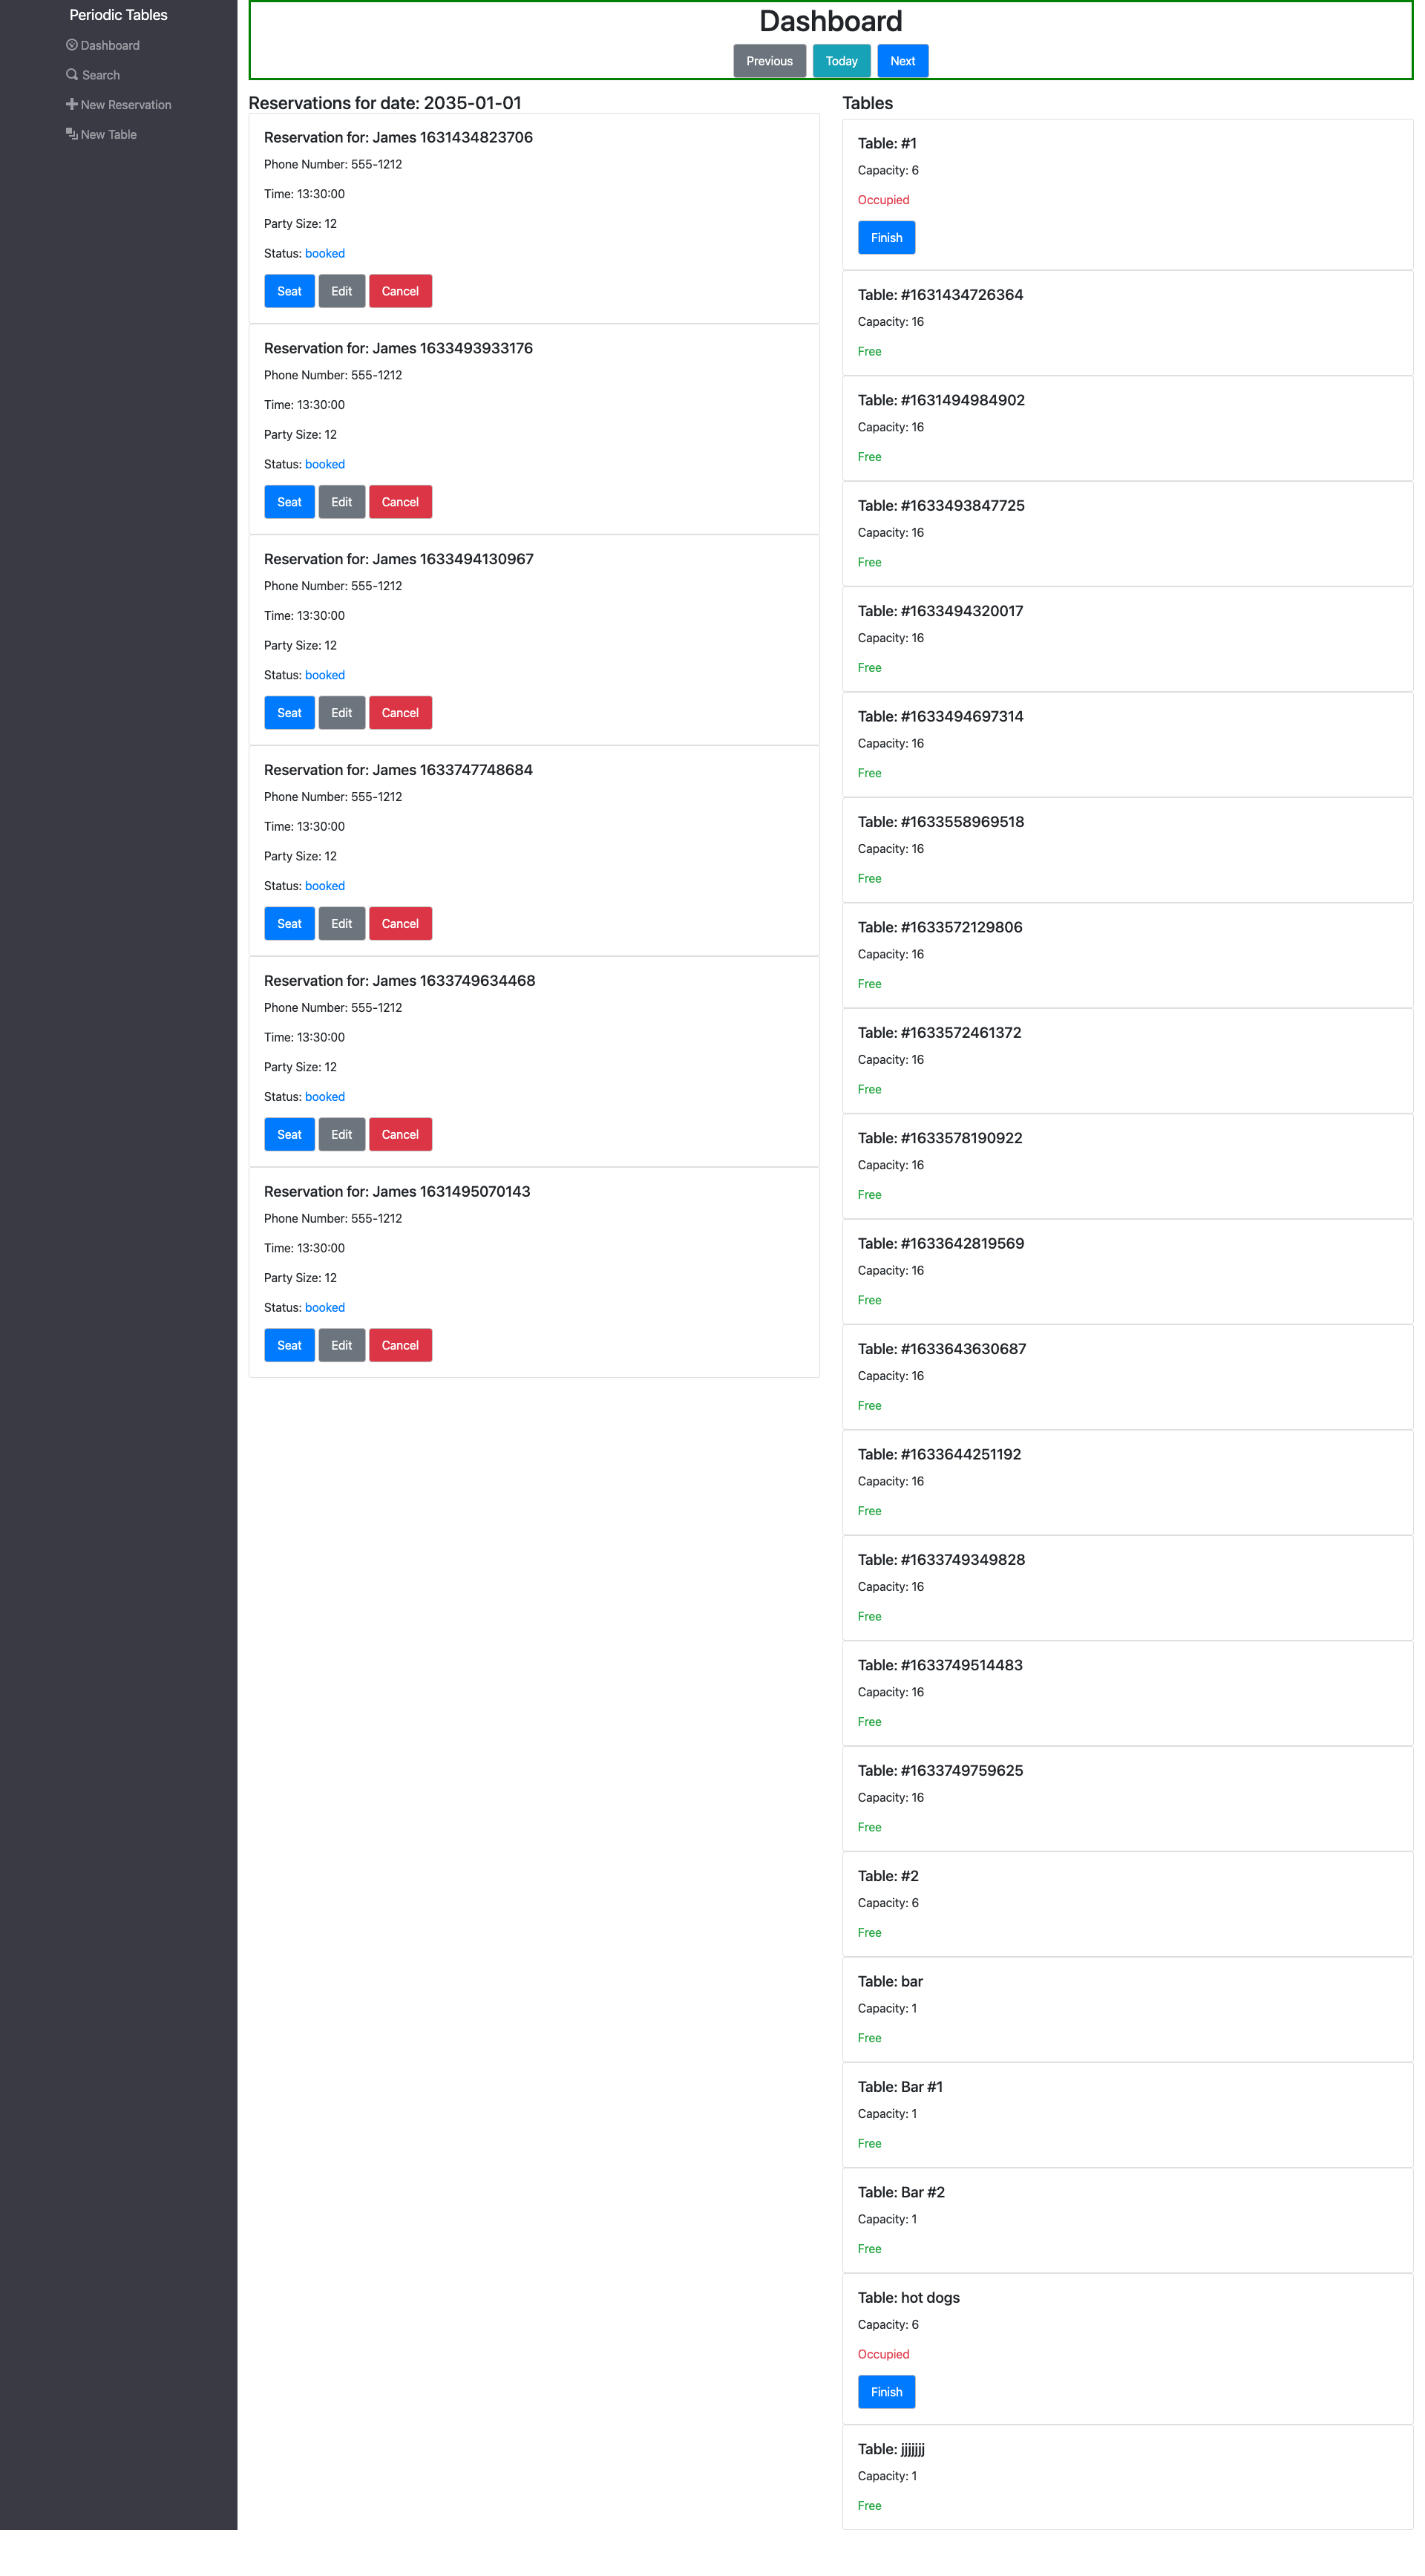 Periodic Tables
Dashboard
Search
New Reservation
New Table
Dashboard
Previous Today Next
Reservations for date: 2035-01-01
Reservation for: James 1631434823706
Phone Number: 555-1212
Time: 13:30:00
Party Size: 12
Status: booked
Seat Edit Cancel
Reservation for: James 1633493933176
Phone Number: 555-1212
Time: 13:30:00
Party Size: 12
Status: booked
Seat Edit Cancel
Reservation for: James 1633494130967
Phone Number: 555-1212
Time: 13:30:00
Party Size: 12
Status: booked
Seat Edit Cancel
Reservation for: James 1633747748684
Phone Number: 555-1212
Time: 13:30:00
Party Size: 12
Status: booked
Seat Edit Cancel
Reservation for: James 1633749634468
Phone Number: 555-1212
Time: 13:30:00
Party Size: 12
Status: booked
Seat Edit Cancel
Reservation for: James 1631495070143
Phone Number: 555-1212
Time: 13:30:00
Party Size: 12
Status: booked
Seat Edit Cancel
Tables
Table: #1
Capacity: 6
Occupied
Finish
Table: #1631434726364
Capacity: 16
Free
Table: #1631494984902
Capacity: 16
Free
Table: #1633493847725
Capacity: 16
Free
Table: #1633494320017
Capacity: 16
Free
Table: #1633494697314
Capacity: 16
Free
Table: #1633558969518
Capacity: 16
Free
Table: #1633572129806
Capacity: 16
Free
Table: #1633572461372
Capacity: 16
Free
Table: #1633578190922
Capacity: 16
Free
Table: #1633642819569
Capacity: 16
Free
Table: #1633643630687
Capacity: 16
Free
Table: #1633644251192
Capacity: 16
Free
Table: #1633749349828
Capacity: 16
Free
Table: #1633749514483
Capacity: 16
Free
Table: #1633749759625
Capacity: 16
Free
Table: #2
Capacity: 6
Free
Table: bar
Capacity: 1
Free
Table: Bar #1
Capacity: 1
Free
Table: Bar #2
Capacity: 1
Free
Table: hot dogs
Capacity: 6
Occupied
Finish
Table: jjjjjjj
Capacity: 1
Free